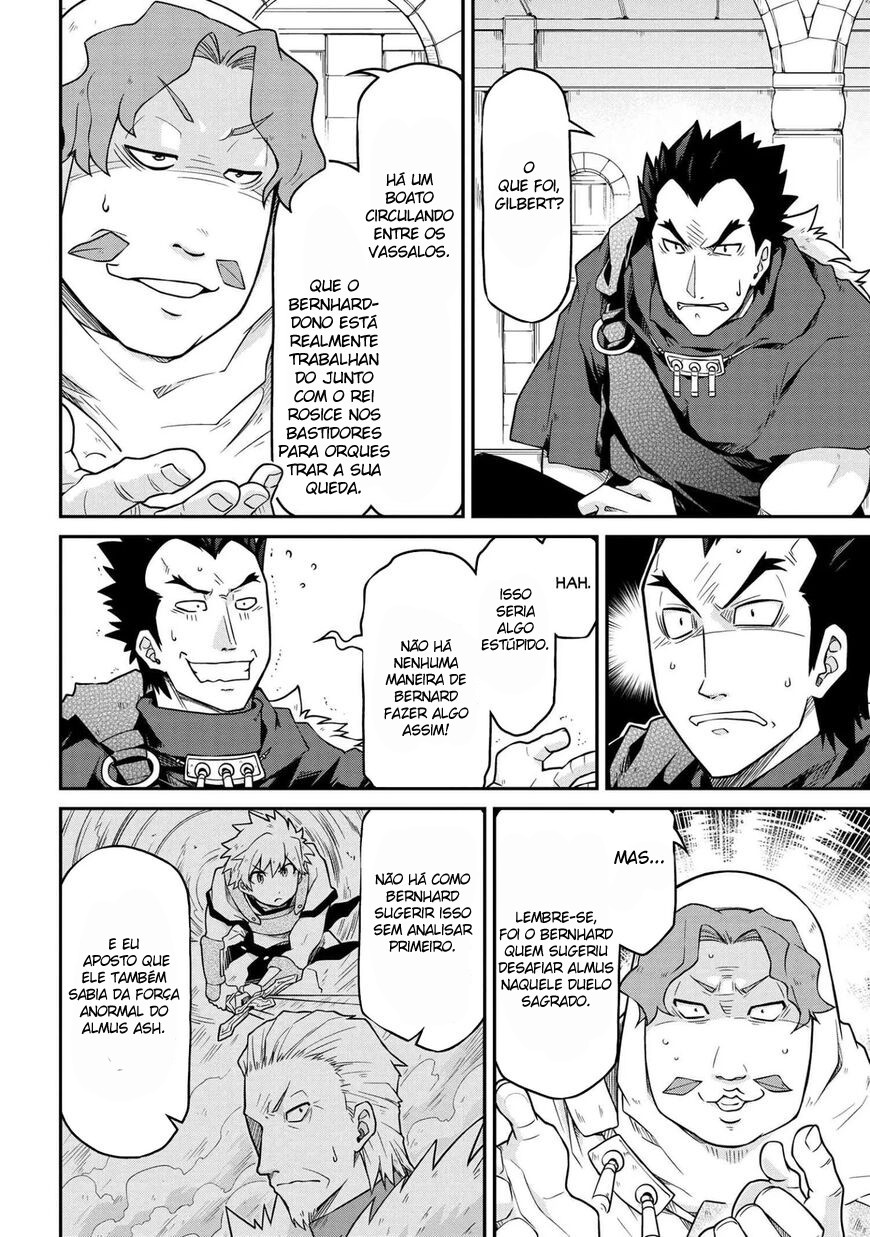 O
QUE FOI,
GILBERT?
HÁ UM
BOATO
CIRCULANDO
ENTRE OS
VASSALOS.
QUE O
BERNHARD-
DONO ESTÁ
REALMENTE
TRABALHAN
DO JUNTO
COM O REI
ROSICE NOS
BASTIDORES
PARA ORQUES
TRAR A SUA
QUEDA.
HAH.
ISSO
SERIA
ALGO
ESTÚPIDO.
NÃO HÁ
NENHUMA
MANEIRA DE
BERNARD
FAZER ALGO
ASSIM!
MAS...
LEMBRE-SE,
FOI O BERNHARD
QUEM SUGERIU
DESAFIAR ALMUS
NAQUELE DUELO
SAGRADO.
NÃO HÁ COMO
BERNHARD
SUGERIR ISSO
SEM ANALISAR
PRIMEIRO.
E EU
APOSTO QUE
ELE TAMBÉM
SABIA DA FORÇA
ANORMAL DO
ALMUS ASH.